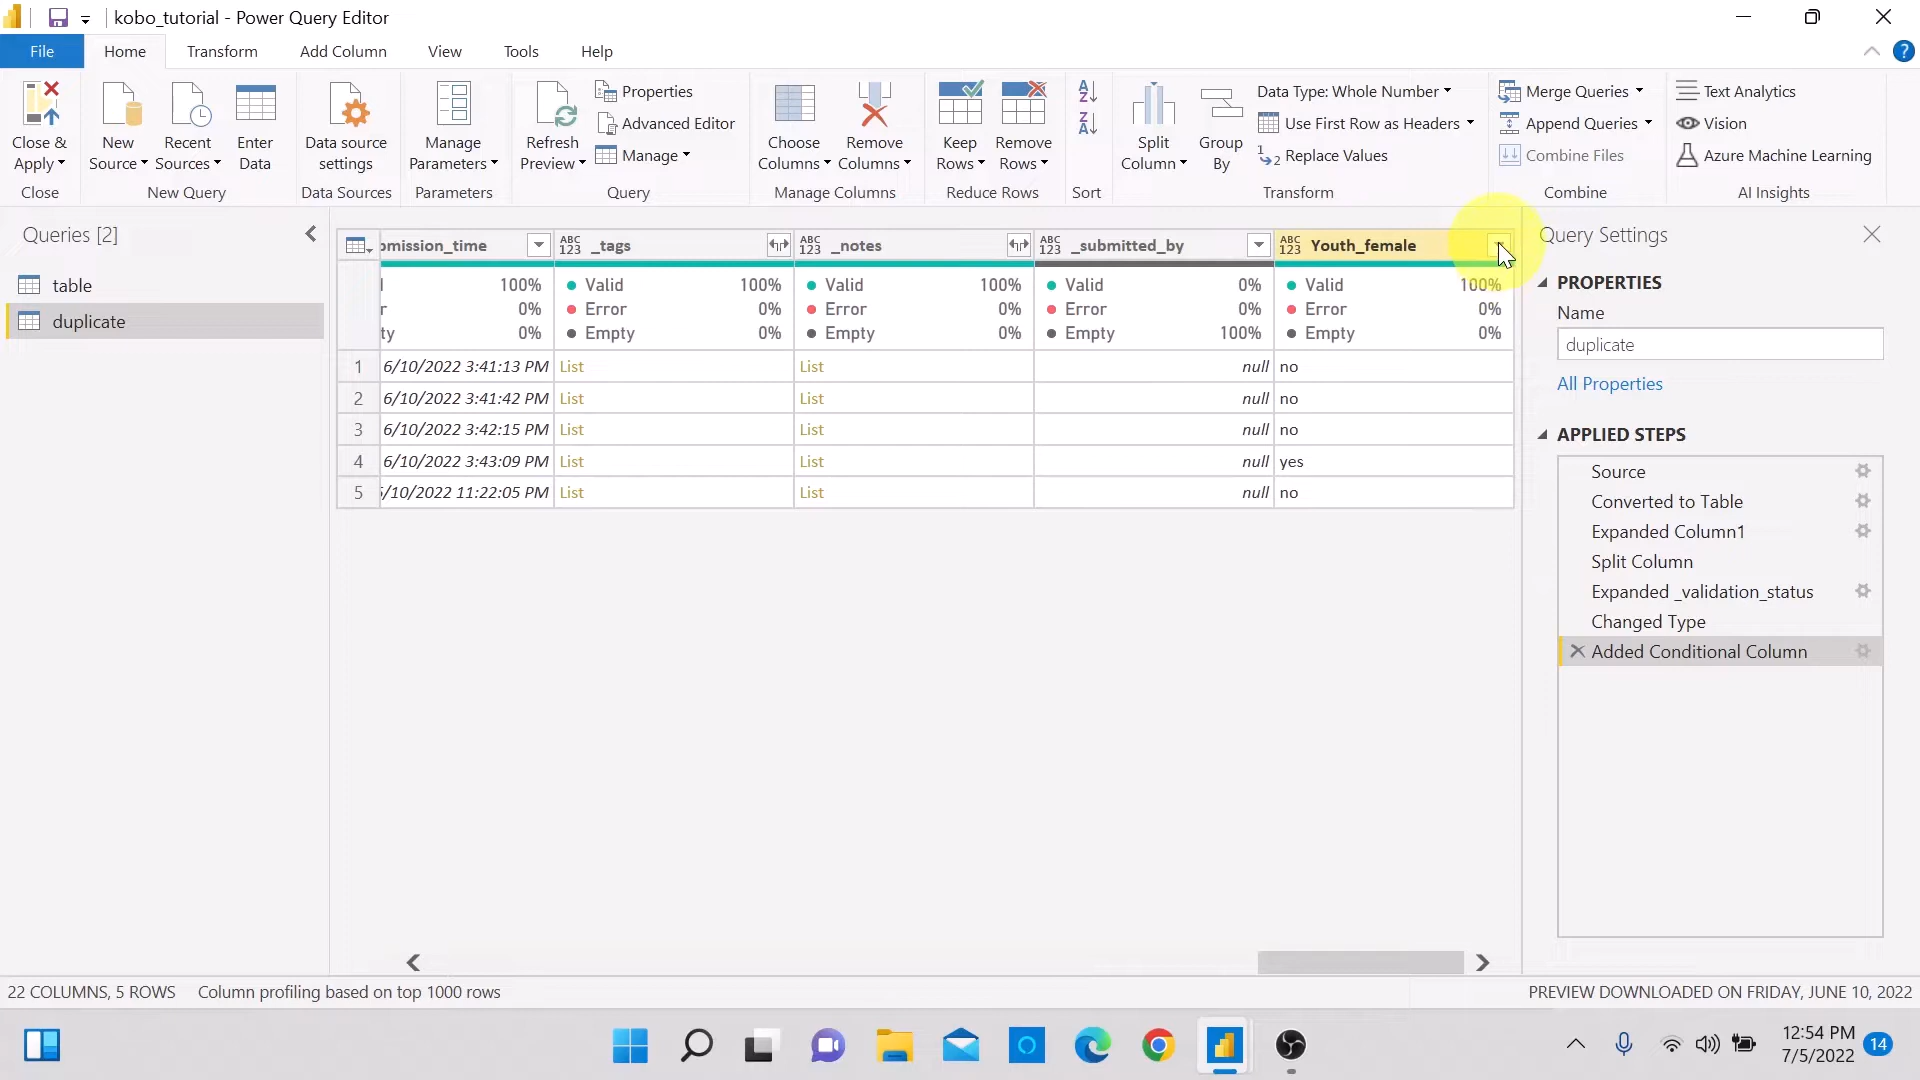 kobo_tutorial - Power Query Editor
File Home Transform Add Column View Tools Help
Close & Apply
Close
New Source
Recent Sources
Enter Data
New Query
Data source settings
Data Sources
Manage Parameters
Parameters
Refresh Preview
Properties
Advanced Editor
Manage
Query
Choose Columns
Remove Columns
Manage Columns
Keep Rows
Remove Rows
Reduce Rows
Sort
Split Column
Group By
Data Type: Whole Number
Use First Row as Headers
Replace Values
Transform
Merge Queries
Append Queries
Combine Files
Combine
Text Analytics
Vision
Azure Machine Learning
AI Insights
Queries [2]
table
duplicate
bmission_time ABC 123 _tags ABC 123 _notes ABC 123 _submitted_by ABC 123 Youth_female
100% Valid 100% Valid 100% Valid 0% Valid 100%
r 0% Error 0% Error 0% Error 0% Error 0%
ty 0% Empty 0% Empty 0% Empty 100% Empty 0%
1 6/10/2022 3:41:13 PM List List null no
2 6/10/2022 3:41:42 PM List List null no
3 6/10/2022 3:42:15 PM List List null no
4 6/10/2022 3:43:09 PM List List null yes
5 /10/2022 11:22:05 PM List List null no
Query Settings
PROPERTIES
Name
duplicate
All Properties
APPLIED STEPS
Source
Converted to Table
Expanded Column1
Split Column
Expanded _validation_status
Changed Type
Added Conditional Column
22 COLUMNS, 5 ROWS Column profiling based on top 1000 rows
PREVIEW DOWNLOADED ON FRIDAY, JUNE 10, 2022
12:54 PM
7/5/2022
14